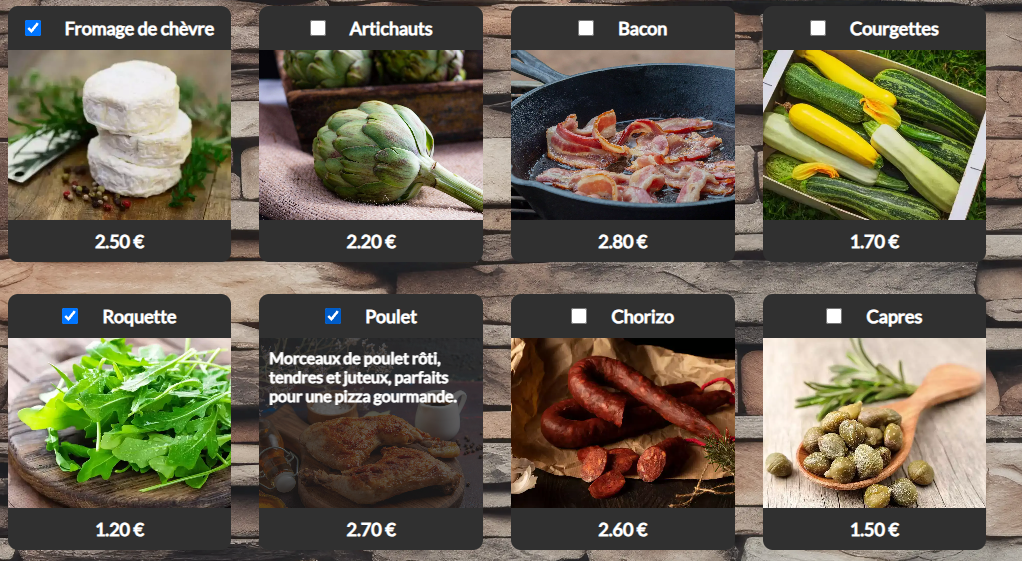 Fromage de chèvre
Artichauts
Bacon
Courgettes
2.50 €
2.20 €
2.80 €
1.70 €
Roquette
Poulet
Chorizo
Capres
Morceaux de poulet rôti,
tendres et juteux, parfaits
pour une pizza gourmande.
1.20 €
2.70 €
2.60 €
1.50 €